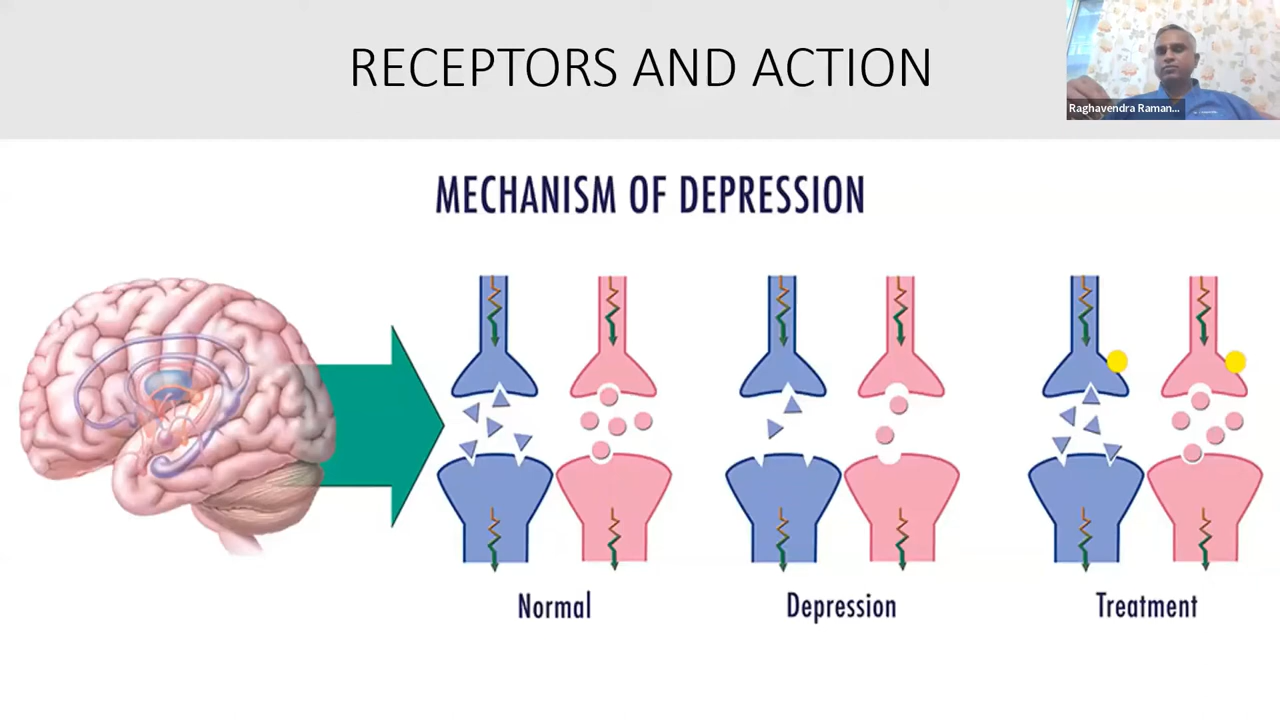 RECEPTORS AND ACTION
Raghavendra Raman...
MECHANISM OF DEPRESSION
Normal
Depression
Treatment